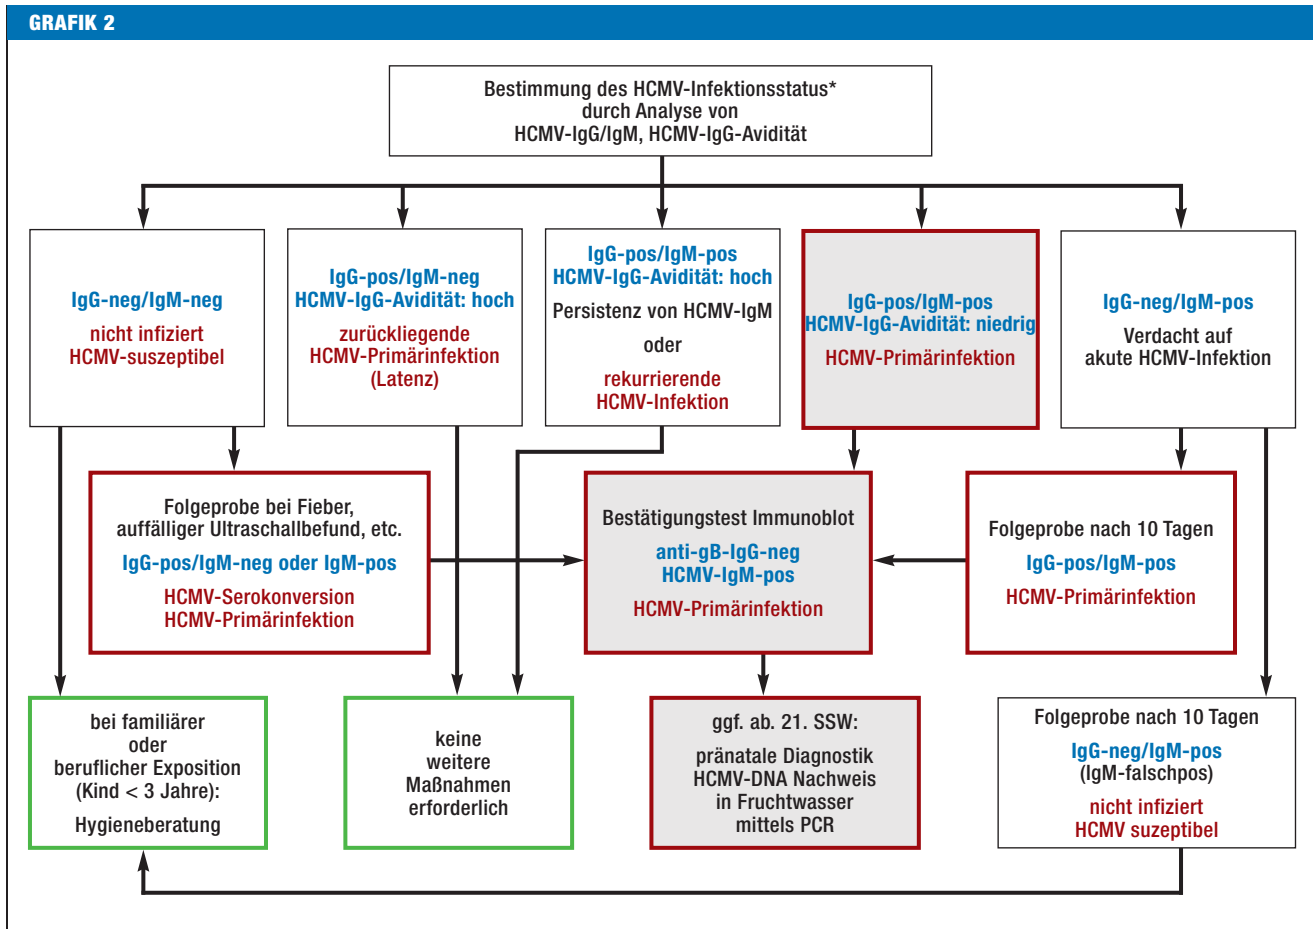 GRAFIK 2
Bestimmung des HCMV-Infektionsstatus*
durch Analyse von
HCMV-IgG/IgM, HCMV-IgG-Avidität
IgG-neg/IgM-neg
nicht infiziert
HCMV-suszeptibel
IgG-pos/IgM-neg
HCMV-IgG-Avidität: hoch
zurückliegende
HCMV-Primärinfektion
(Latenz)
IgG-pos/IgM-pos
HCMV-IgG-Avidität: hoch
Persistenz von HCMV-IgM
oder
rekurrierende
HCMV-Infektion
IgG-pos/IgM-pos
HCMV-IgG-Avidität: niedrig
HCMV-Primärinfektion
IgG-neg/IgM-pos
Verdacht auf
akute HCMV-Infektion
Folgeprobe bei Fieber,
auffälliger Ultraschallbefund, etc.
IgG-pos/IgM-neg oder IgM-pos
HCMV-Serokonversion
HCMV-Primärinfektion
Bestätigungstest Immunoblot
anti-gB-IgG-neg
HCMV-IgM-pos
HCMV-Primärinfektion
Folgeprobe nach 10 Tagen
IgG-pos/IgM-pos
HCMV-Primärinfektion
bei familiärer
oder
beruflicher Exposition
(Kind < 3 Jahre):
Hygieneberatung
keine
weitere
Maßnahmen
erforderlich
ggf. ab. 21. SSW:
pränatale Diagnostik
HCMV-DNA Nachweis
in Fruchtwasser
mittels PCR
Folgeprobe nach 10 Tagen
IgG-neg/IgM-pos
(IgM-falschpos)
nicht infiziert
HCMV suzeptibel